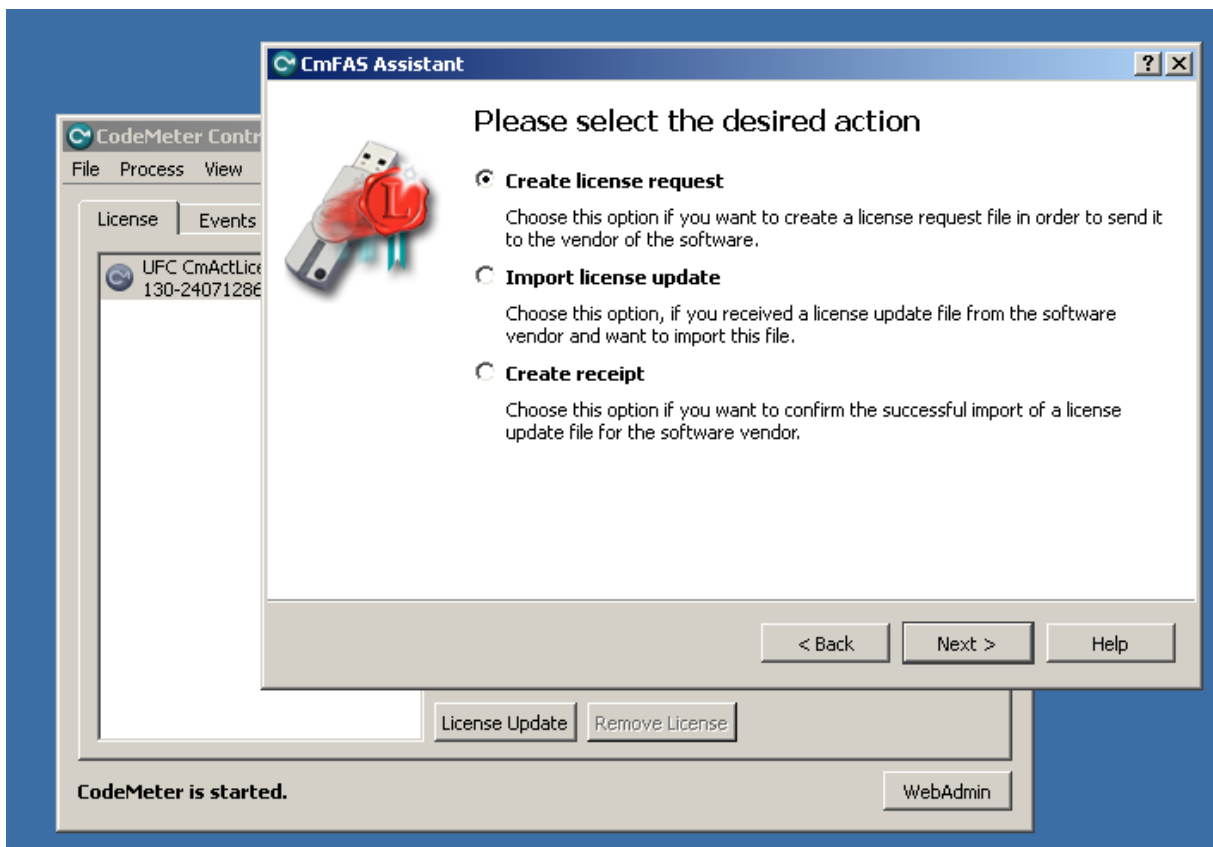 CmFAS Assistant
Please select the desired action
Create license request
Choose this option if you want to create a license request file in order to send it
to the vendor of the software.
Import license update
Choose this option, if you received a license update file from the software
vendor and want to import this file.
Create receipt
Choose this option if you want to confirm the successful import of a license
update file for the software vendor.
< Back Next > Help
CodeMeter Contr
File Process View
License Events
UFC CmActLice
130-24071286
License Update Remove License
CodeMeter is started.
WebAdmin
L